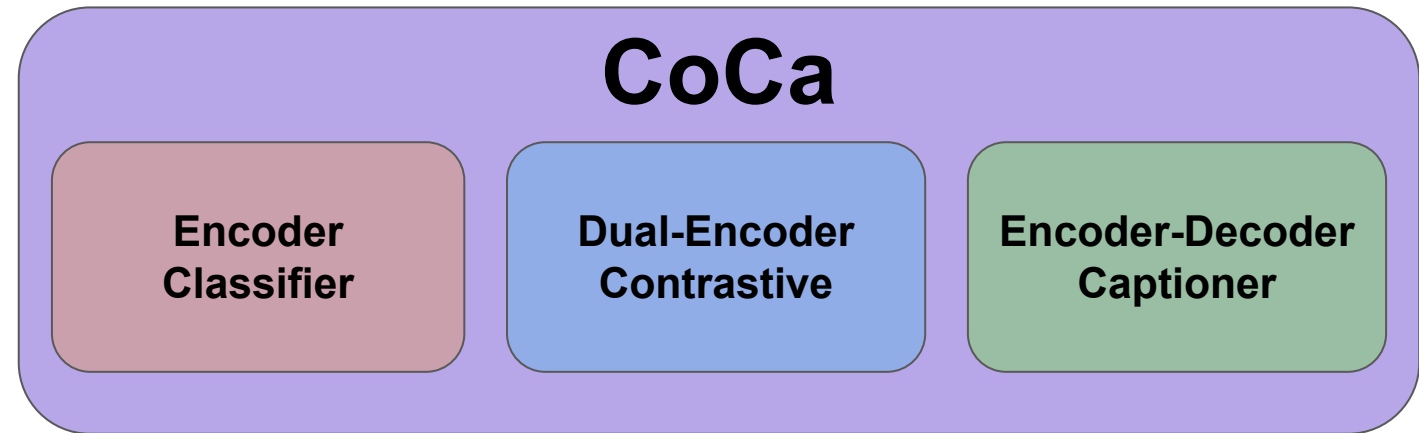 CoCa
Encoder
Classifier
Dual-Encoder
Contrastive
Encoder-Decoder
Captioner